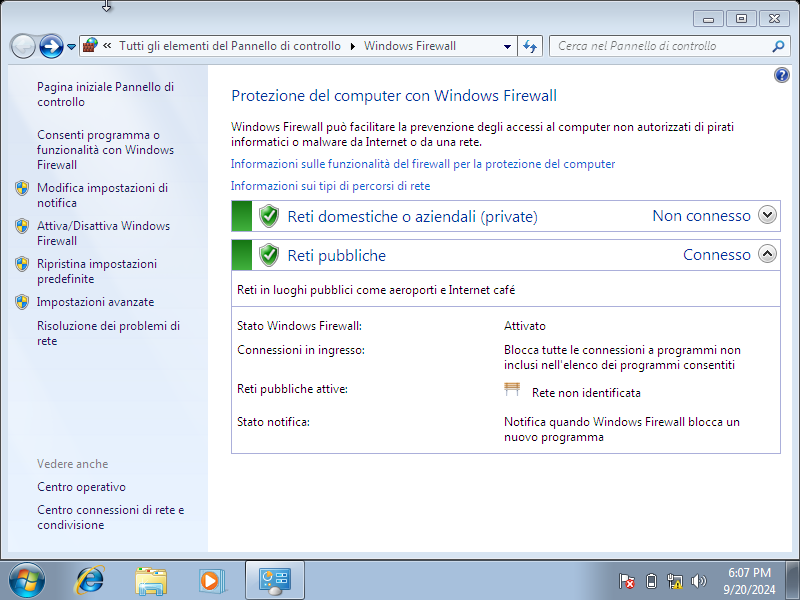 « Tutti gli elementi del Pannello di controllo ▸ Windows Firewall
Cerca nel Pannello di controllo
Pagina iniziale Pannello di
controllo
Consenti programma o
funzionalità con Windows
Firewall
Modifica impostazioni di
notifica
Attiva/Disattiva Windows
Firewall
Ripristina impostazioni
predefinite
Impostazioni avanzate
Risoluzione dei problemi di
rete
Vedere anche
Centro operativo
Centro connessioni di rete e
condivisione
Protezione del computer con Windows Firewall
Windows Firewall può facilitare la prevenzione degli accessi al computer non autorizzati di pirati
informatici o malware da Internet o da una rete.
Informazioni sulle funzionalità del firewall per la protezione del computer
Informazioni sui tipi di percorsi di rete
Reti domestiche o aziendali (private) Non connesso
Reti pubbliche Connesso
Reti in luoghi pubblici come aeroporti e Internet café
Stato Windows Firewall: Attivato
Connessioni in ingresso: Blocca tutte le connessioni a programmi non
inclusi nell'elenco dei programmi consentiti
Reti pubbliche attive: Rete non identificata
Stato notifica: Notifica quando Windows Firewall blocca un
nuovo programma
6:07 PM
9/20/2024